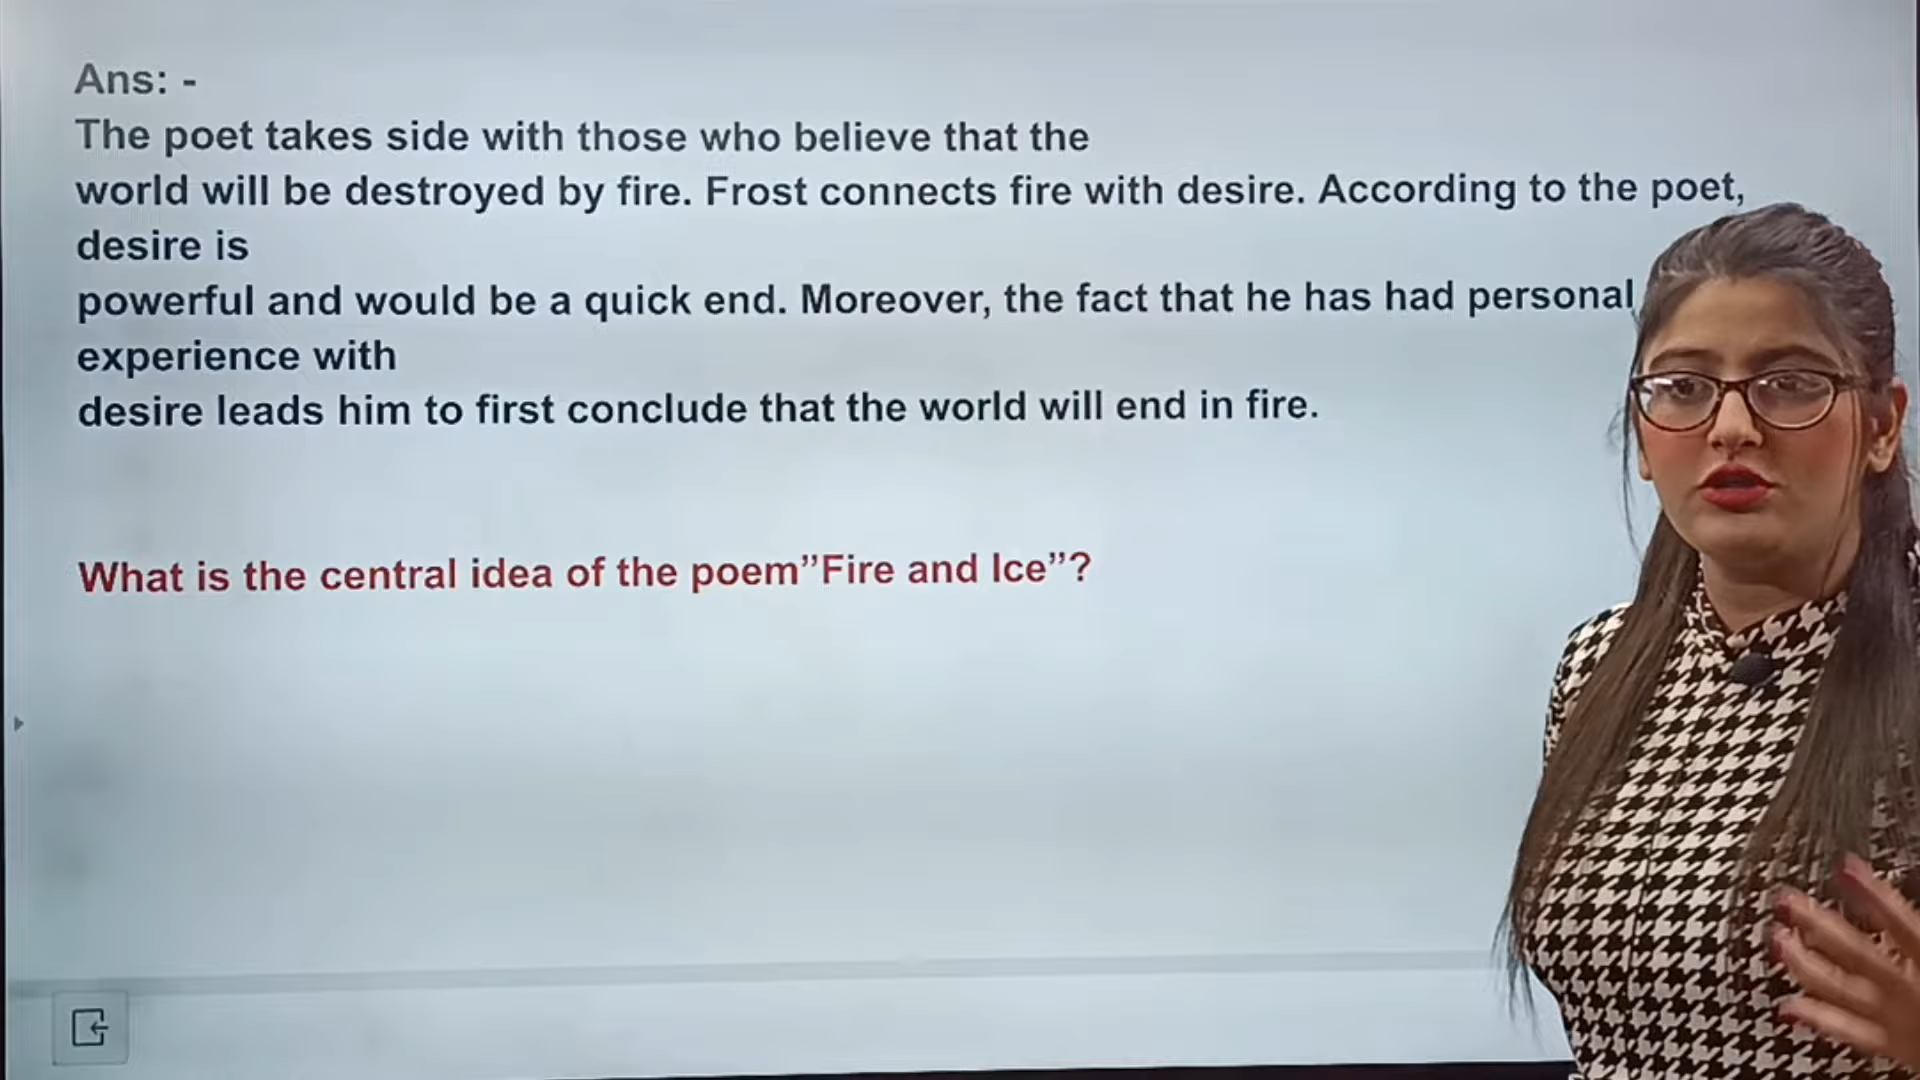 Ans: -
The poet takes side with those who believe that the
world will be destroyed by fire. Frost connects fire with desire. According to the poet,
desire is
powerful and would be a quick end. Moreover, the fact that he has had personal
experience with
desire leads him to first conclude that the world will end in fire.
What is the central idea of the poem”Fire and Ice”?